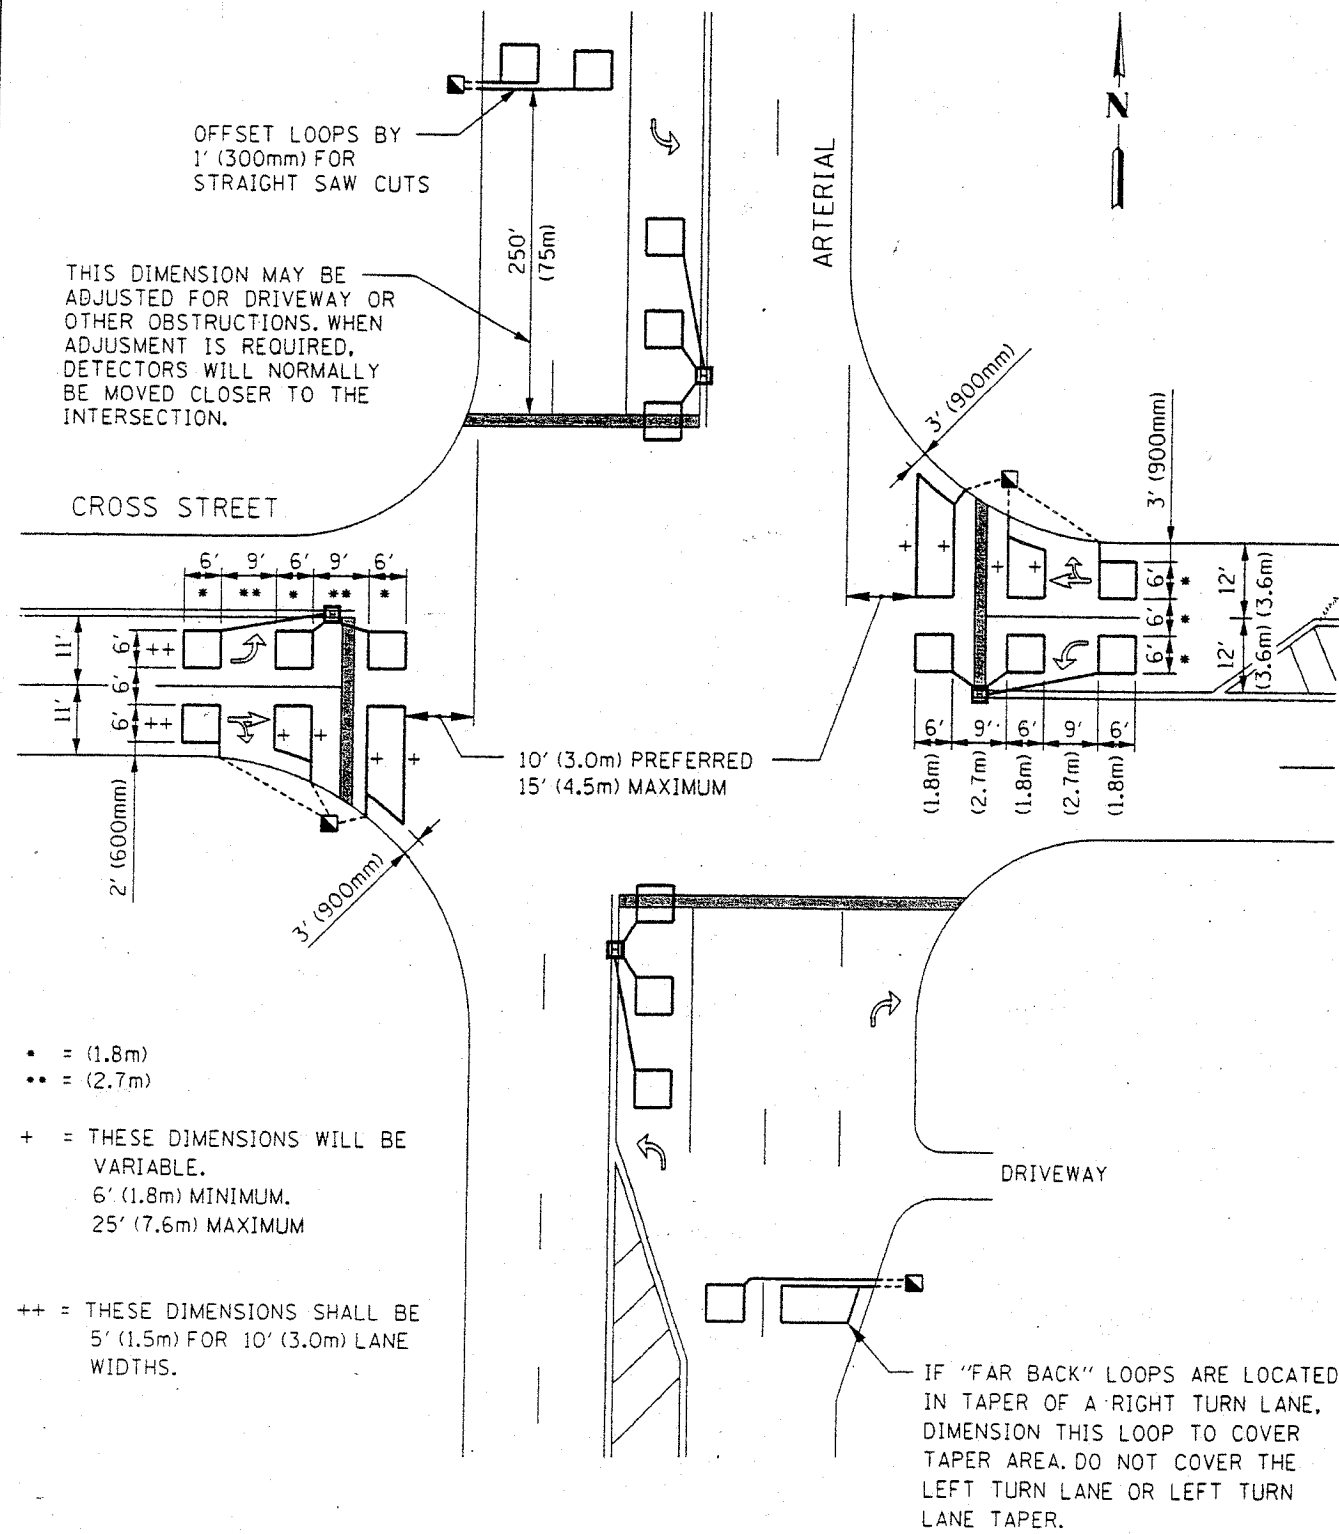 OFFSET LOOPS BY
1' (300mm) FOR
STRAIGHT SAW CUTS
N
ARTERIAL
250'
(75m)
THIS DIMENSION MAY BE
ADJUSTED FOR DRIVEWAY OR
OTHER OBSTRUCTIONS. WHEN
ADJUSMENT IS REQUIRED,
DETECTORS WILL NORMALLY
BE MOVED CLOSER TO THE
INTERSECTION.
3' (900mm)
3' (900mm)
CROSS STREET
6' 9' 6' 9' 6'
* ** * ** *
11' 6' ++
6'
11' 6' ++
2' (600mm)
3' (900mm)
+ + + +
+ + + +
6' *
6' *
6' *
12' (3.6m)
12' (3.6m)
10' (3.0m) PREFERRED
15' (4.5m) MAXIMUM
6' 9' 6' 9' 6'
(1.8m) (2.7m) (1.8m) (2.7m) (1.8m)
H
H
H
H
* = (1.8m)
** = (2.7m)
+ = THESE DIMENSIONS WILL BE
VARIABLE.
6' (1.8m) MINIMUM.
25' (7.6m) MAXIMUM
++ = THESE DIMENSIONS SHALL BE
5' (1.5m) FOR 10' (3.0m) LANE
WIDTHS.
DRIVEWAY
IF "FAR BACK" LOOPS ARE LOCATED
IN TAPER OF A RIGHT TURN LANE,
DIMENSION THIS LOOP TO COVER
TAPER AREA. DO NOT COVER THE
LEFT TURN LANE OR LEFT TURN
LANE TAPER.